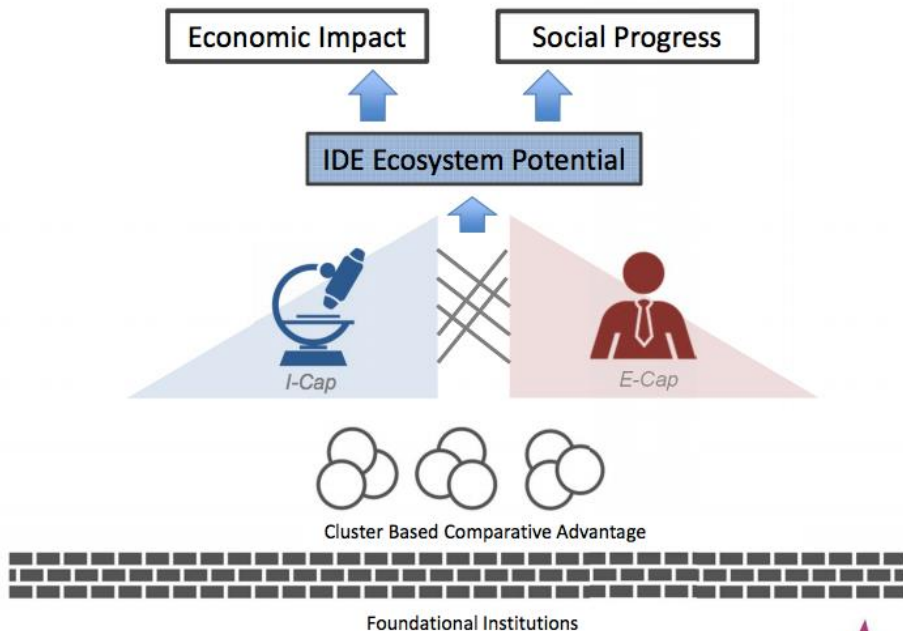 Economic Impact
Social Progress
IDE Ecosystem Potential
I-Cap
E-Cap
Cluster Based Comparative Advantage
Foundational Institutions